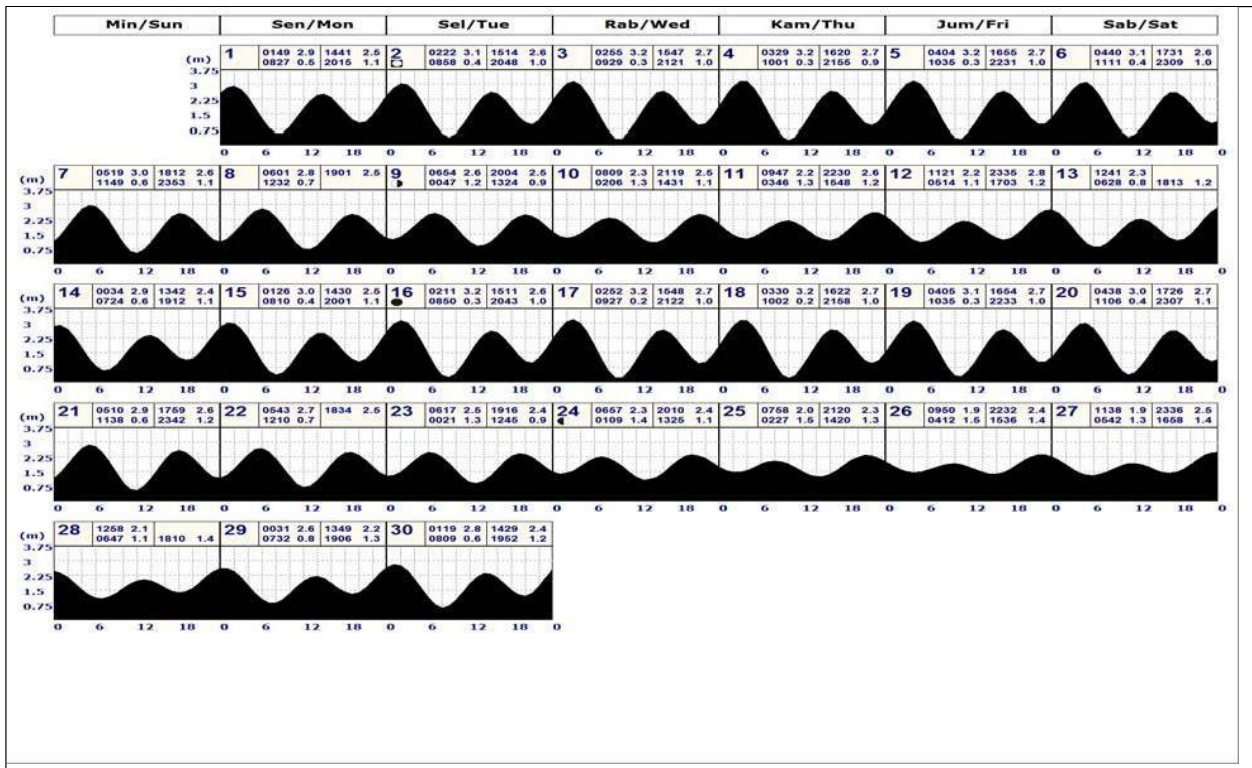 Min/Sun Sen/Mon Sel/Tue Rab/Wed Kam/Thu Jum/Fri Sab/Sat
1 0149 2.9 1441 2.5 2 0222 3.1 1514 2.6 3 0255 3.2 1547 2.7 4 0329 3.2 1620 2.7 5 0404 3.2 1655 2.7 6 0440 3.1 1731 2.6
(m) 0827 0.5 2015 1.1 0858 0.4 2048 1.0 0929 0.3 2121 1.0 1001 0.3 2155 0.9 1035 0.3 2231 1.0 1111 0.4 2309 1.0
3.75
3
2.25
1.5
0.75
0 6 12 18 0 6 12 18 0 6 12 18 0 6 12 18 0 6 12 18 0 6 12 18 0
7 0519 3.0 1812 2.6 8 0601 2.8 1901 2.5 9 0654 2.6 2004 2.5 10 0809 2.3 2119 2.5 11 0947 2.2 2230 2.6 12 1121 2.2 2335 2.8 13 1241 2.3
(m) 1149 0.6 2353 1.1 1232 0.7 0047 1.2 1324 0.9 0206 1.3 1431 1.1 0346 1.3 1548 1.2 0514 1.1 1703 1.2 0628 0.8 1813 1.2
3.75
3
2.25
1.5
0.75
0 6 12 18 0 6 12 18 0 6 12 18 0 6 12 18 0 6 12 18 0 6 12 18 0 6 12 18 0
14 0034 2.9 1342 2.4 15 0126 3.0 1430 2.5 16 0211 3.2 1511 2.6 17 0252 3.2 1548 2.7 18 0330 3.2 1622 2.7 19 0405 3.1 1654 2.7 20 0438 3.0 1726 2.7
(m) 0724 0.6 1912 1.1 0810 0.4 2001 1.1 0850 0.3 2043 1.0 0927 0.2 2122 1.0 1002 0.2 2158 1.0 1035 0.3 2233 1.0 1106 0.4 2307 1.1
3.75
3
2.25
1.5
0.75
0 6 12 18 0 6 12 18 0 6 12 18 0 6 12 18 0 6 12 18 0 6 12 18 0 6 12 18 0
21 0510 2.9 1759 2.6 22 0543 2.7 1834 2.5 23 0617 2.5 1916 2.4 24 0657 2.3 2010 2.4 25 0758 2.0 2120 2.3 26 0950 1.9 2232 2.4 27 1138 1.9 2336 2.5
(m) 1138 0.6 2342 1.2 1210 0.7 0021 1.3 1245 0.9 0109 1.4 1325 1.1 0227 1.5 1420 1.3 0412 1.5 1536 1.4 0542 1.3 1658 1.4
3.75
3
2.25
1.5
0.75
0 6 12 18 0 6 12 18 0 6 12 18 0 6 12 18 0 6 12 18 0 6 12 18 0 6 12 18 0
28 1258 2.1 29 0031 2.6 1349 2.2 30 0119 2.8 1429 2.4
(m) 0647 1.1 1810 1.4 0732 0.8 1906 1.3 0809 0.6 1952 1.2
3.75
3
2.25
1.5
0.75
0 6 12 18 0 6 12 18 0 6 12 18 0 6 12 18 0